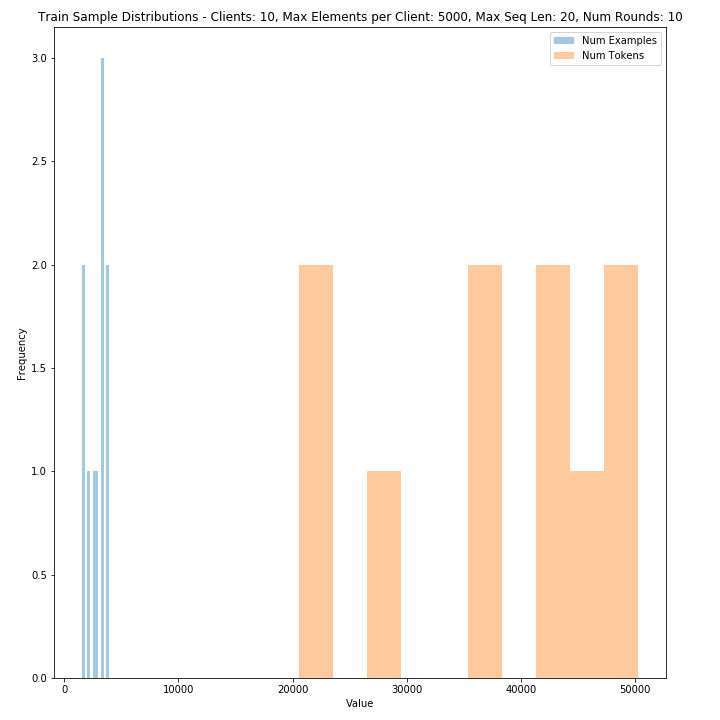 Train Sample Distributions - Clients: 10, Max Elements per Client: 5000, Max Seq Len: 20, Num Rounds: 10
Num Examples
Num Tokens
3.0
2.5
2.0
1.5
1.0
0.5
0.0
Frequency
0 10000 20000 30000 40000 50000
Value